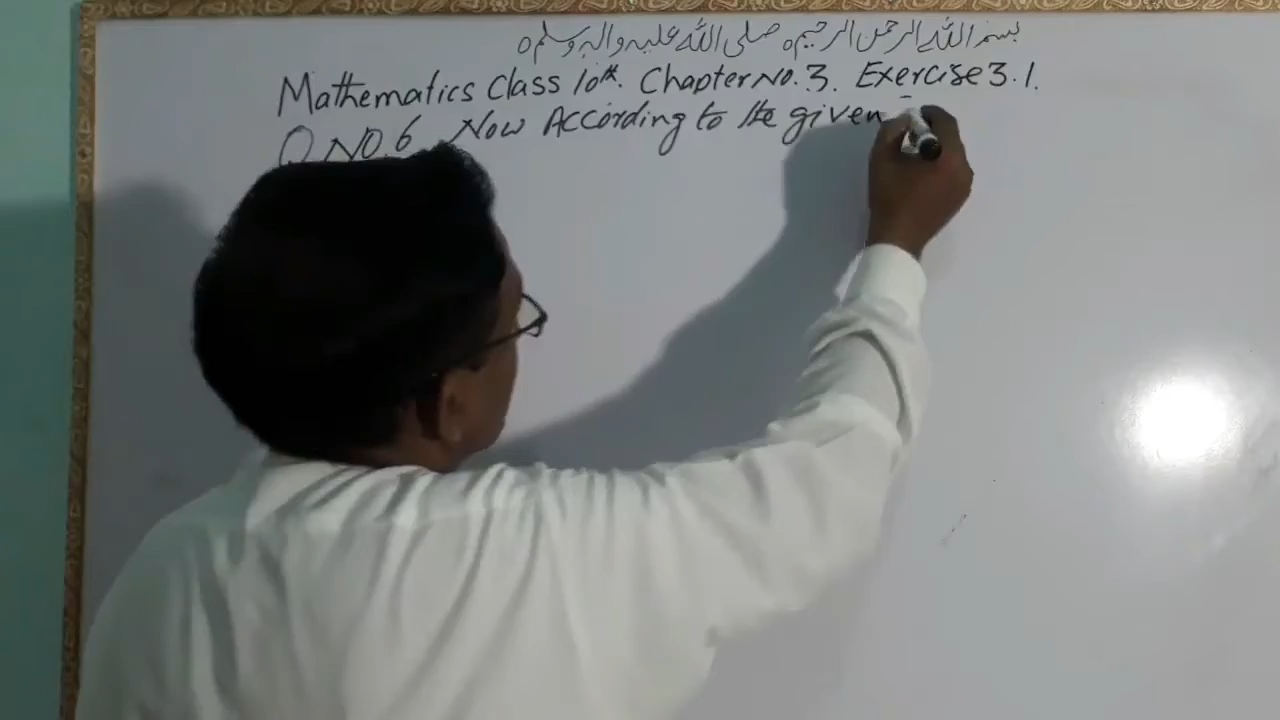 بسم اللہ الرحمن الرحیم ہ صلی اللہ علیہ والہ وسلم ہ
Mathematics Class 10th. Chapter No. 3. Exercise 3.1.
Q NO. 6 Now According to the given